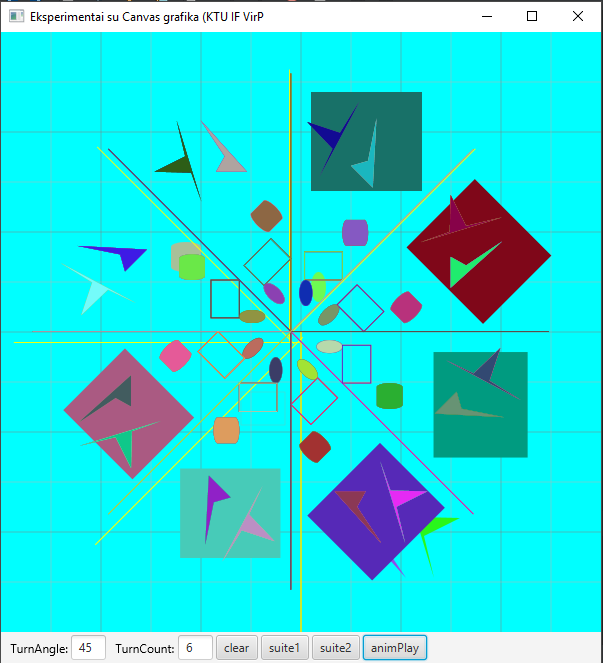 Eksperimentai su Canvas grafika (KTU IF VirP
TurnAngle: 45 TurnCount: 6 clear suite1 suite2 animPlay